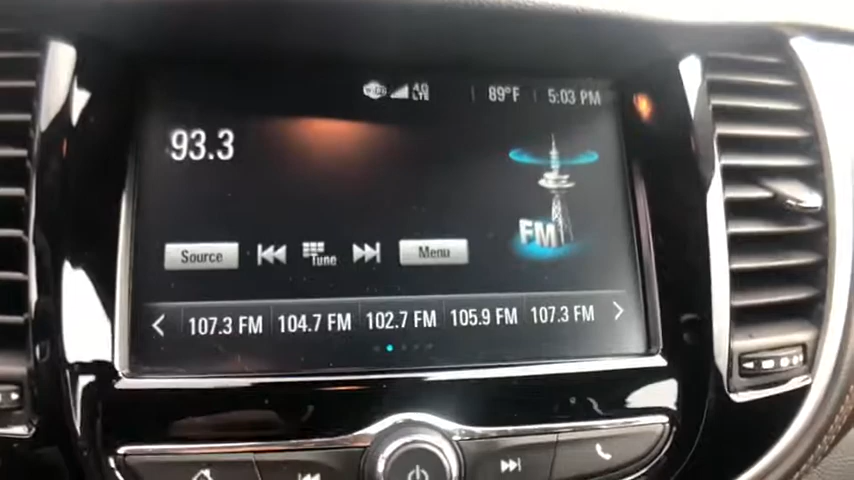 4G LTE 89°F 5:03 PM
93.3
FM
Source Tune Menu
107.3 FM 104.7 FM 102.7 FM 105.9 FM 107.3 FM